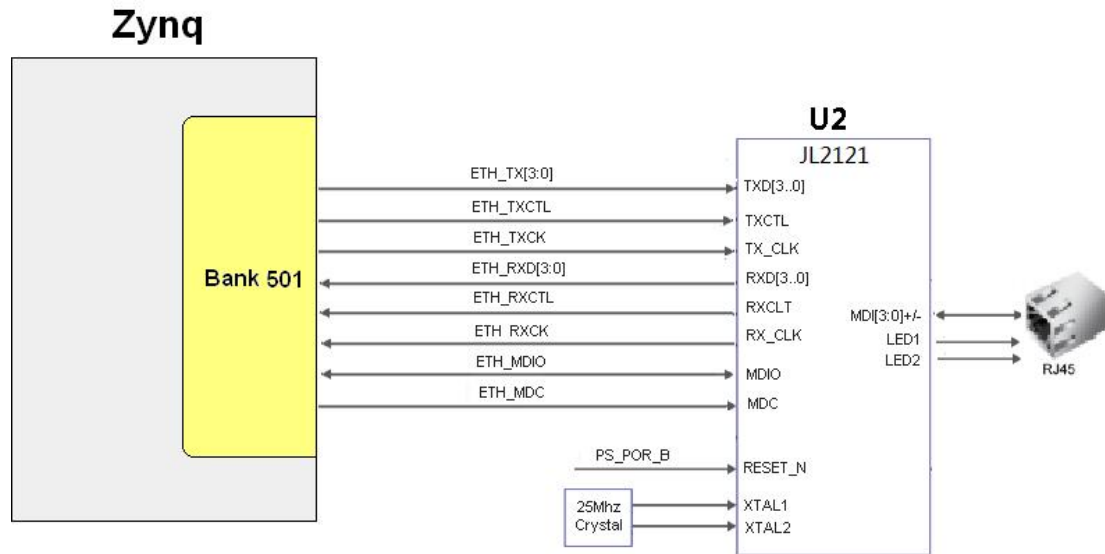 Zynq
U2
JL2121
Bank 501
ETH_TX[3:0]
TXD[3..0]
ETH_TXCTL
TXCTL
ETH_TXCK
TX_CLK
ETH_RXD[3:0]
RXD[3..0]
ETH_RXCTL
RXCLT
ETH_RXCK
RX_CLK
ETH_MDIO
MDIO
ETH_MDC
MDC
MDI[3:0]+/-
LED1
LED2
RJ45
PS_POR_B
RESET_N
25Mhz
Crystal
XTAL1
XTAL2